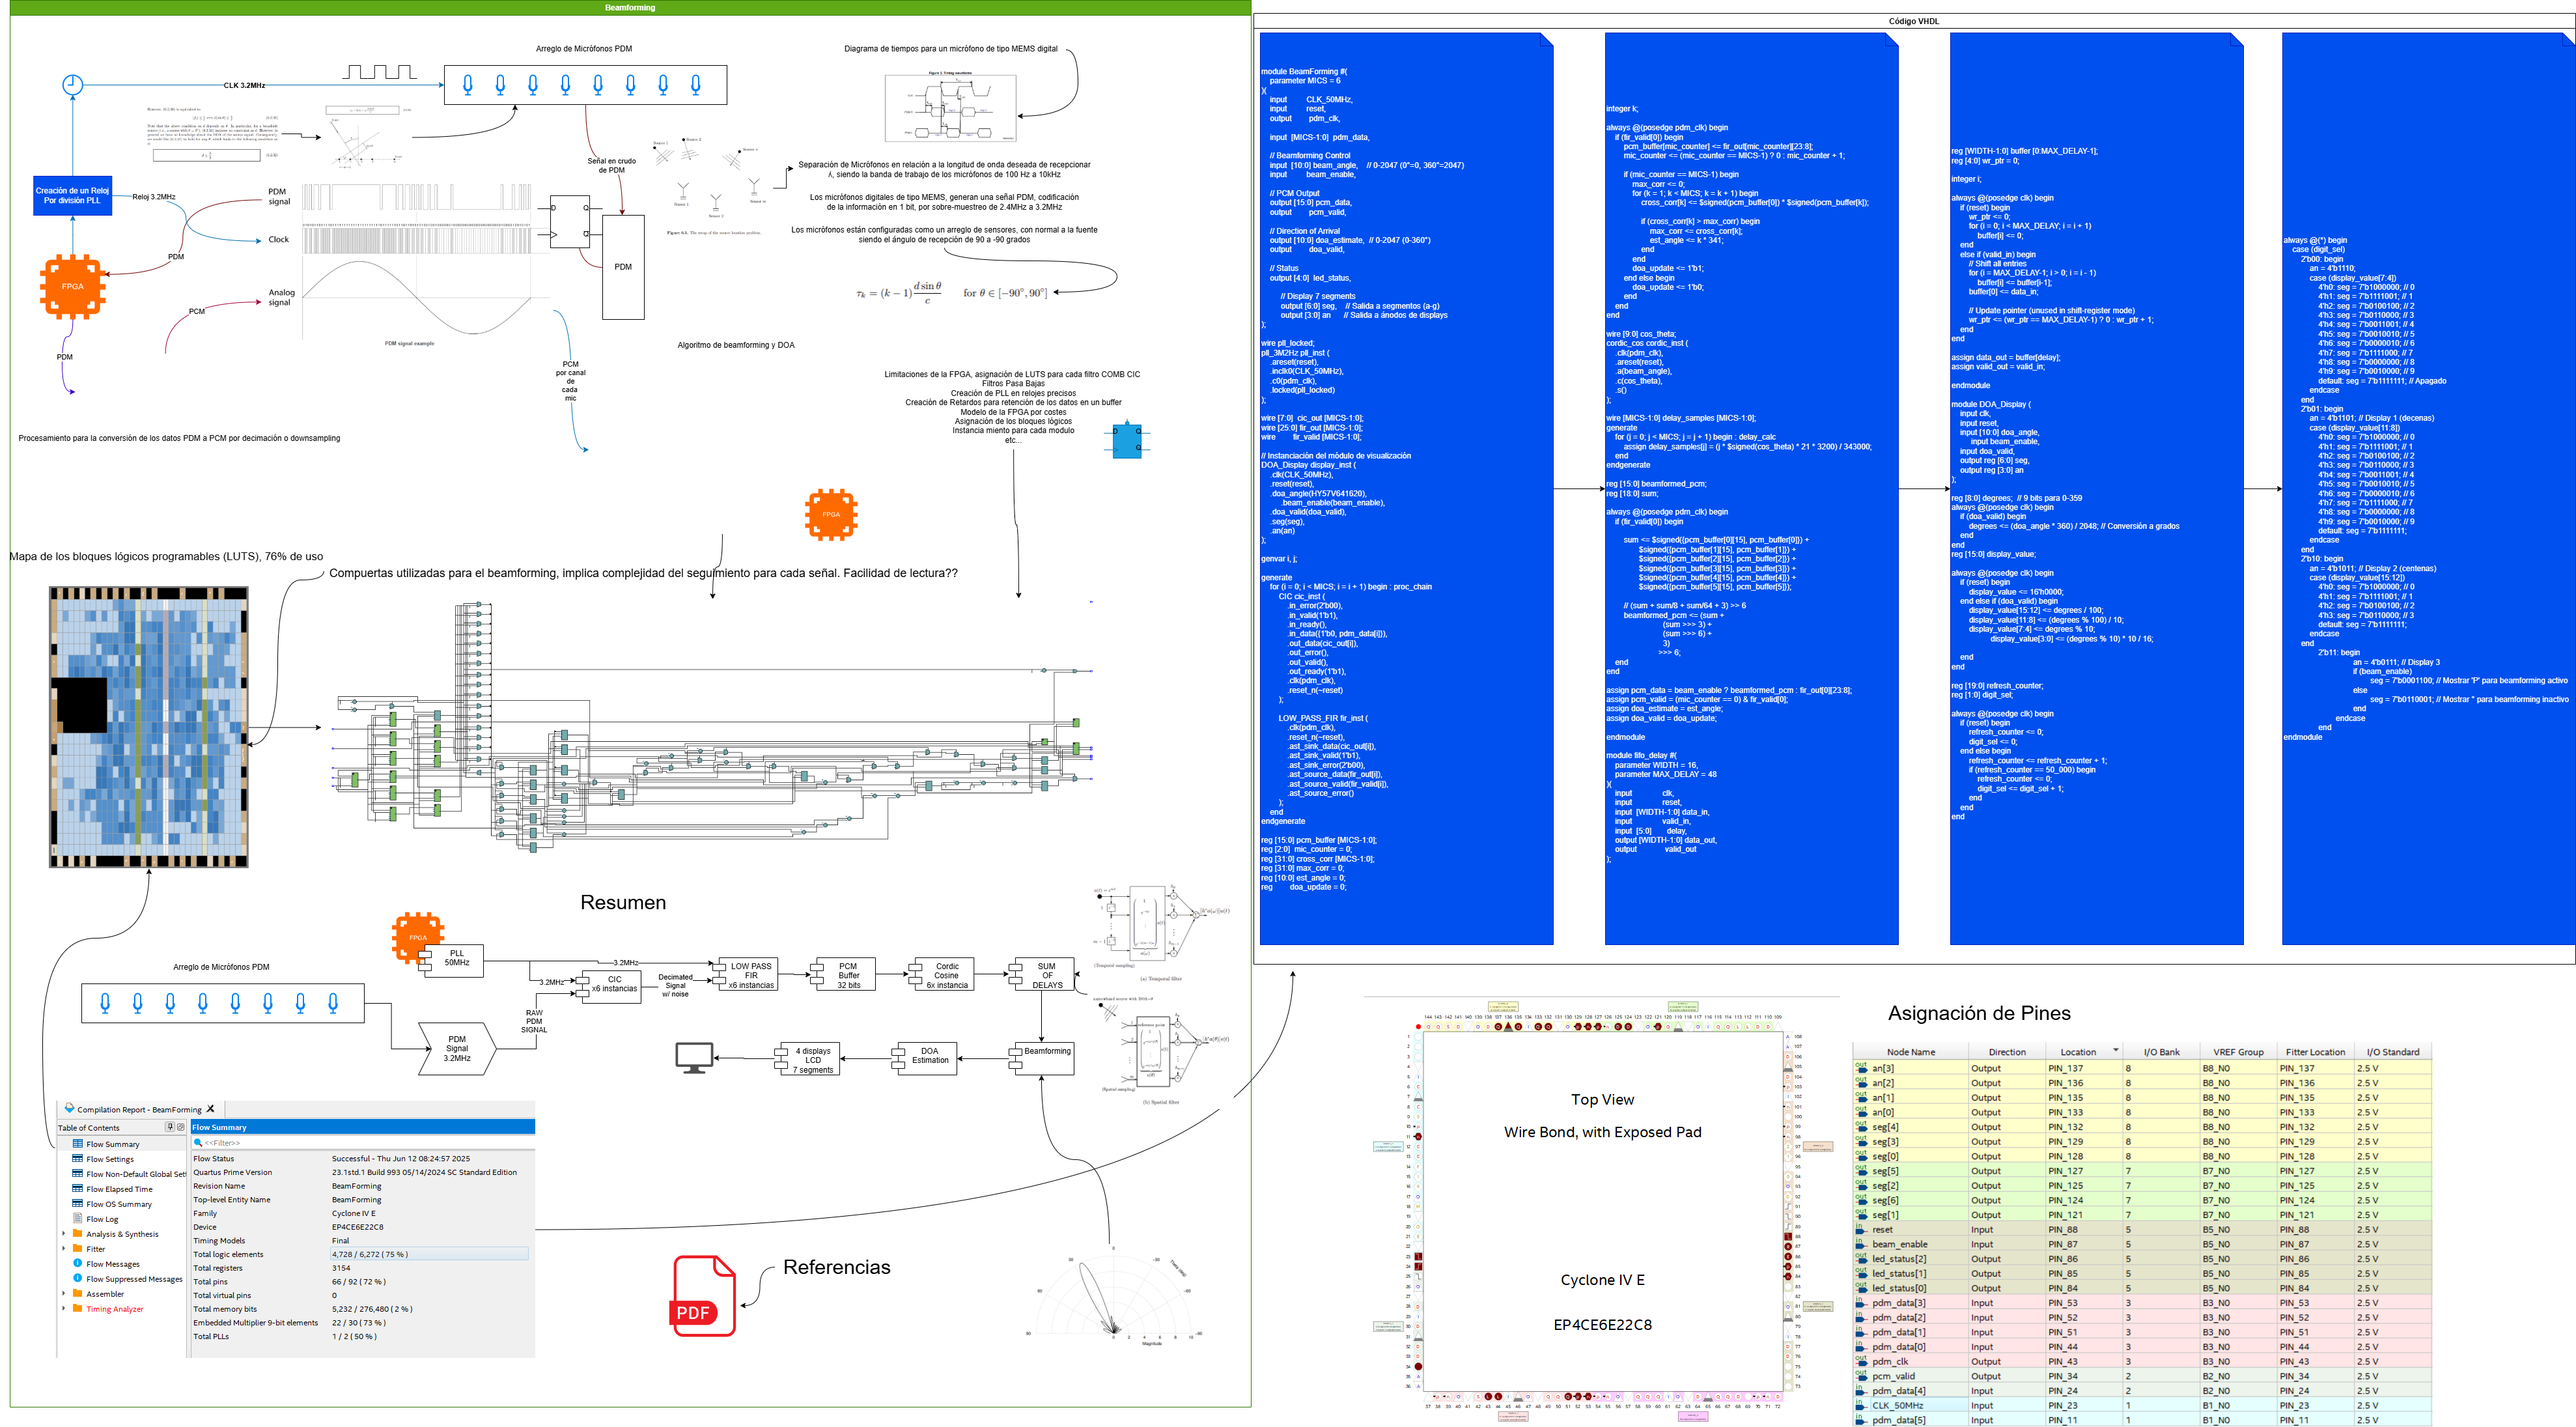 Beamforming
Arreglo de Micrófonos PDM
Diagrama de tiempos para un micrófono de tipo MEMS digital
CLK 3.2MHz
Señal en crudo
de PDM
Separación de Micrófonos en relación a la longitud de onda deseada de recepcionar
ʎ, siendo la banda de trabajo de los micrófonos de 100 Hz a 10kHz
Los micrófonos digitales de tipo MEMS, generan una señal PDM, codificación
de la información en 1 bit, por sobre-muestreo de 2.4MHz a 3.2MHz
Los micrófonos están configuradas como un arreglo de sensores, con normal a la fuente
siendo el ángulo de recepción de 90 a -90 grados
Creación de un Reloj
Por división PLL
Reloj 3.2MHz
PDM
signal
Clock
Analog
signal
PDM
PCM
FPGA
PDM
D Q
Q
PDM
PDM signal example
τk = (k − 1) d sin θ / c for θ ∈ [−90°, 90°]
Algoritmo de beamforming y DOA
PCM
por canal
de
cada
mic
Limitaciones de la FPGA, asignación de LUTS para cada filtro COMB CIC
Filtros Pasa Bajas
Creación de PLL en relojes precisos
Creación de Retardos para retención de los datos en un buffer
Modelo de la FPGA por costes
Asignación de los bloques lógicos
Instancia miento para cada modulo
etc...
D Q
Q
Procesamiento para la conversión de los datos PDM a PCM por decimación o downsampling
FPGA
Mapa de los bloques lógicos programables (LUTS), 76% de uso
Compuertas utilizadas para el beamforming, implica complejidad del seguimiento para cada señal. Facilidad de lectura??
Resumen
FPGA
Arreglo de Micrófonos PDM
PLL
50MHz
3.2MHz
3.2MHz
CIC
x6 instancias
Decimated
Signal
w/ noise
LOW PASS
FIR
x6 instancias
PCM
Buffer
32 bits
Cordic
Cosine
6x instancia
SUM
OF
DELAYS
RAW
PDM
SIGNAL
PDM
Signal
3.2MHz
4 displays
LCD
7 segments
DOA
Estimation
Beamforming
(a) Temporal filter
(b) Spatial filter
Compilation Report - BeamForming
Table of Contents
Flow Summary
Flow Settings
Flow Non-Default Global Set
Flow Elapsed Time
Flow OS Summary
Flow Log
Analysis & Synthesis
Fitter
Flow Messages
Flow Suppressed Messages
Assembler
Timing Analyzer
Flow Summary
<<Filter>>
Flow Status Successful - Thu Jun 12 08:24:57 2025
Quartus Prime Version 23.1std.1 Build 993 05/14/2024 SC Standard Edition
Revision Name BeamForming
Top-level Entity Name BeamForming
Family Cyclone IV E
Device EP4CE6E22C8
Timing Models Final
Total logic elements 4,728 / 6,272 ( 75 % )
Total registers 3154
Total pins 66 / 92 ( 72 % )
Total virtual pins 0
Total memory bits 5,232 / 276,480 ( 2 % )
Embedded Multiplier 9-bit elements 22 / 30 ( 73 % )
Total PLLs 1 / 2 ( 50 % )
PDF
Referencias
Magnitude
Código VHDL
module BeamForming #(
parameter MICS = 6
)(
input CLK_50MHz,
input reset,
output pdm_clk,
input [MICS-1:0] pdm_data,
// Beamforming Control
input [10:0] beam_angle, // 0-2047 (0°=0, 360°=2047)
input beam_enable,
// PCM Output
output [15:0] pcm_data,
output pcm_valid,
// Direction of Arrival
output [10:0] doa_estimate, // 0-2047 (0-360°)
output doa_valid,
// Status
output [4:0] led_status,
// Display 7 segments
output [6:0] seg, // Salida a segmentos (a-g)
output [3:0] an // Salida a ánodos de displays
);
wire pll_locked;
pll_3M2Hz pll_inst (
.areset(reset),
.inclk0(CLK_50MHz),
.c0(pdm_clk),
.locked(pll_locked)
);
wire [7:0] cic_out [MICS-1:0];
wire [25:0] fir_out [MICS-1:0];
wire fir_valid [MICS-1:0];
// Instanciación del módulo de visualización
DOA_Display display_inst (
.clk(CLK_50MHz),
.reset(reset),
.doa_angle(HY57V641620),
.beam_enable(beam_enable),
.doa_valid(doa_valid),
.seg(seg),
.an(an)
);
genvar i, j;
generate
for (i = 0; i < MICS; i = i + 1) begin : proc_chain
CIC cic_inst (
.in_error(2'b00),
.in_valid(1'b1),
.in_ready(),
.in_data({1'b0, pdm_data[i]}),
.out_data(cic_out[i]),
.out_error(),
.out_valid(),
.out_ready(1'b1),
.clk(pdm_clk),
.reset_n(~reset)
);
LOW_PASS_FIR fir_inst (
.clk(pdm_clk),
.reset_n(~reset),
.ast_sink_data(cic_out[i]),
.ast_sink_valid(1'b1),
.ast_sink_error(2'b00),
.ast_source_data(fir_out[i]),
.ast_source_valid(fir_valid[i]),
.ast_source_error()
);
end
endgenerate
reg [15:0] pcm_buffer [MICS-1:0];
reg [2:0] mic_counter = 0;
reg [31:0] cross_corr [MICS-1:0];
reg [31:0] max_corr = 0;
reg [10:0] est_angle = 0;
reg doa_update = 0;
integer k;
always @(posedge pdm_clk) begin
if (fir_valid[0]) begin
pcm_buffer[mic_counter] <= fir_out[mic_counter][23:8];
mic_counter <= (mic_counter == MICS-1) ? 0 : mic_counter + 1;
if (mic_counter == MICS-1) begin
max_corr <= 0;
for (k = 1; k < MICS; k = k + 1) begin
cross_corr[k] <= $signed(pcm_buffer[0]) * $signed(pcm_buffer[k]);
if (cross_corr[k] > max_corr) begin
max_corr <= cross_corr[k];
est_angle <= k * 341;
end
end
doa_update <= 1'b1;
end else begin
doa_update <= 1'b0;
end
end
end
wire [9:0] cos_theta;
cordic_cos cordic_inst (
.clk(pdm_clk),
.areset(reset),
.a(beam_angle),
.c(cos_theta),
.s()
);
wire [MICS-1:0] delay_samples [MICS-1:0];
generate
for (j = 0; j < MICS; j = j + 1) begin : delay_calc
assign delay_samples[j] = (j * $signed(cos_theta) * 21 * 3200) / 343000;
end
endgenerate
reg [15:0] beamformed_pcm;
reg [18:0] sum;
always @(posedge pdm_clk) begin
if (fir_valid[0]) begin
sum <= $signed({pcm_buffer[0][15], pcm_buffer[0]}) +
$signed({pcm_buffer[1][15], pcm_buffer[1]}) +
$signed({pcm_buffer[2][15], pcm_buffer[2]}) +
$signed({pcm_buffer[3][15], pcm_buffer[3]}) +
$signed({pcm_buffer[4][15], pcm_buffer[4]}) +
$signed({pcm_buffer[5][15], pcm_buffer[5]});
// (sum + sum/8 + sum/64 + 3) >> 6
beamformed_pcm <= (sum +
(sum >>> 3) +
(sum >>> 6) +
3)
>>> 6;
end
end
assign pcm_data = beam_enable ? beamformed_pcm : fir_out[0][23:8];
assign pcm_valid = (mic_counter == 0) & fir_valid[0];
assign doa_estimate = est_angle;
assign doa_valid = doa_update;
endmodule
module fifo_delay #(
parameter WIDTH = 16,
parameter MAX_DELAY = 48
)(
input clk,
input reset,
input [WIDTH-1:0] data_in,
input valid_in,
input [5:0] delay,
output [WIDTH-1:0] data_out,
output valid_out
);
reg [WIDTH-1:0] buffer [0:MAX_DELAY-1];
reg [4:0] wr_ptr = 0;
integer i;
always @(posedge clk) begin
if (reset) begin
wr_ptr <= 0;
for (i = 0; i < MAX_DELAY; i = i + 1)
buffer[i] <= 0;
end
else if (valid_in) begin
// Shift all entries
for (i = MAX_DELAY-1; i > 0; i = i - 1)
buffer[i] <= buffer[i-1];
buffer[0] <= data_in;
// Update pointer (unused in shift-register mode)
wr_ptr <= (wr_ptr == MAX_DELAY-1) ? 0 : wr_ptr + 1;
end
end
assign data_out = buffer[delay];
assign valid_out = valid_in;
endmodule
module DOA_Display (
input clk,
input reset,
input [10:0] doa_angle,
input beam_enable,
input doa_valid,
output reg [6:0] seg,
output reg [3:0] an
);
reg [8:0] degrees; // 9 bits para 0-359
always @(posedge clk) begin
if (doa_valid) begin
degrees <= (doa_angle * 360) / 2048; // Conversión a grados
end
end
reg [15:0] display_value;
always @(posedge clk) begin
if (reset) begin
display_value <= 16'h0000;
end else if (doa_valid) begin
display_value[15:12] <= degrees / 100;
display_value[11:8] <= (degrees % 100) / 10;
display_value[7:4] <= degrees % 10;
display_value[3:0] <= (degrees % 10) * 10 / 16;
end
end
reg [19:0] refresh_counter;
reg [1:0] digit_sel;
always @(posedge clk) begin
if (reset) begin
refresh_counter <= 0;
digit_sel <= 0;
end else begin
refresh_counter <= refresh_counter + 1;
if (refresh_counter == 50_000) begin
refresh_counter <= 0;
digit_sel <= digit_sel + 1;
end
end
end
always @(*) begin
case (digit_sel)
2'b00: begin
an = 4'b1110;
case (display_value[7:4])
4'h0: seg = 7'b1000000; // 0
4'h1: seg = 7'b1111001; // 1
4'h2: seg = 7'b0100100; // 2
4'h3: seg = 7'b0110000; // 3
4'h4: seg = 7'b0011001; // 4
4'h5: seg = 7'b0010010; // 5
4'h6: seg = 7'b0000010; // 6
4'h7: seg = 7'b1111000; // 7
4'h8: seg = 7'b0000000; // 8
4'h9: seg = 7'b0010000; // 9
default: seg = 7'b1111111; // Apagado
endcase
end
2'b01: begin
an = 4'b1101; // Display 1 (decenas)
case (display_value[11:8])
4'h0: seg = 7'b1000000; // 0
4'h1: seg = 7'b1111001; // 1
4'h2: seg = 7'b0100100; // 2
4'h3: seg = 7'b0110000; // 3
4'h4: seg = 7'b0011001; // 4
4'h5: seg = 7'b0010010; // 5
4'h6: seg = 7'b0000010; // 6
4'h7: seg = 7'b1111000; // 7
4'h8: seg = 7'b0000000; // 8
4'h9: seg = 7'b0010000; // 9
default: seg = 7'b1111111;
endcase
end
2'b10: begin
an = 4'b1011; // Display 2 (centenas)
case (display_value[15:12])
4'h0: seg = 7'b1000000; // 0
4'h1: seg = 7'b1111001; // 1
4'h2: seg = 7'b0100100; // 2
4'h3: seg = 7'b0110000; // 3
default: seg = 7'b1111111;
endcase
end
2'b11: begin
an = 4'b0111; // Display 3
if (beam_enable)
seg = 7'b0001100; // Mostrar 'P' para beamforming activo
else
seg = 7'b0110001; // Mostrar '' para beamforming inactivo
end
endcase
end
endmodule
Top View
Wire Bond, with Exposed Pad
Cyclone IV E
EP4CE6E22C8
Asignación de Pines
Node Name Direction Location I/O Bank VREF Group Fitter Location I/O Standard
an[3] Output PIN_137 8 B8_N0 PIN_137 2.5 V
an[2] Output PIN_136 8 B8_N0 PIN_136 2.5 V
an[1] Output PIN_135 8 B8_N0 PIN_135 2.5 V
an[0] Output PIN_133 8 B8_N0 PIN_133 2.5 V
seg[4] Output PIN_132 8 B8_N0 PIN_132 2.5 V
seg[3] Output PIN_129 8 B8_N0 PIN_129 2.5 V
seg[0] Output PIN_128 8 B8_N0 PIN_128 2.5 V
seg[5] Output PIN_127 7 B7_N0 PIN_127 2.5 V
seg[2] Output PIN_125 7 B7_N0 PIN_125 2.5 V
seg[6] Output PIN_124 7 B7_N0 PIN_124 2.5 V
seg[1] Output PIN_121 7 B7_N0 PIN_121 2.5 V
reset Input PIN_88 5 B5_N0 PIN_88 2.5 V
beam_enable Input PIN_87 5 B5_N0 PIN_87 2.5 V
led_status[2] Output PIN_86 5 B5_N0 PIN_86 2.5 V
led_status[1] Output PIN_85 5 B5_N0 PIN_85 2.5 V
led_status[0] Output PIN_84 5 B5_N0 PIN_84 2.5 V
pdm_data[3] Input PIN_53 3 B3_N0 PIN_53 2.5 V
pdm_data[2] Input PIN_52 3 B3_N0 PIN_52 2.5 V
pdm_data[1] Input PIN_51 3 B3_N0 PIN_51 2.5 V
pdm_data[0] Input PIN_44 3 B3_N0 PIN_44 2.5 V
pdm_clk Output PIN_43 3 B3_N0 PIN_43 2.5 V
pcm_valid Output PIN_34 2 B2_N0 PIN_34 2.5 V
pdm_data[4] Input PIN_24 2 B2_N0 PIN_24 2.5 V
CLK_50MHz Input PIN_23 1 B1_N0 PIN_23 2.5 V
pdm_data[5] Input PIN_11 1 B1_N0 PIN_11 2.5 V